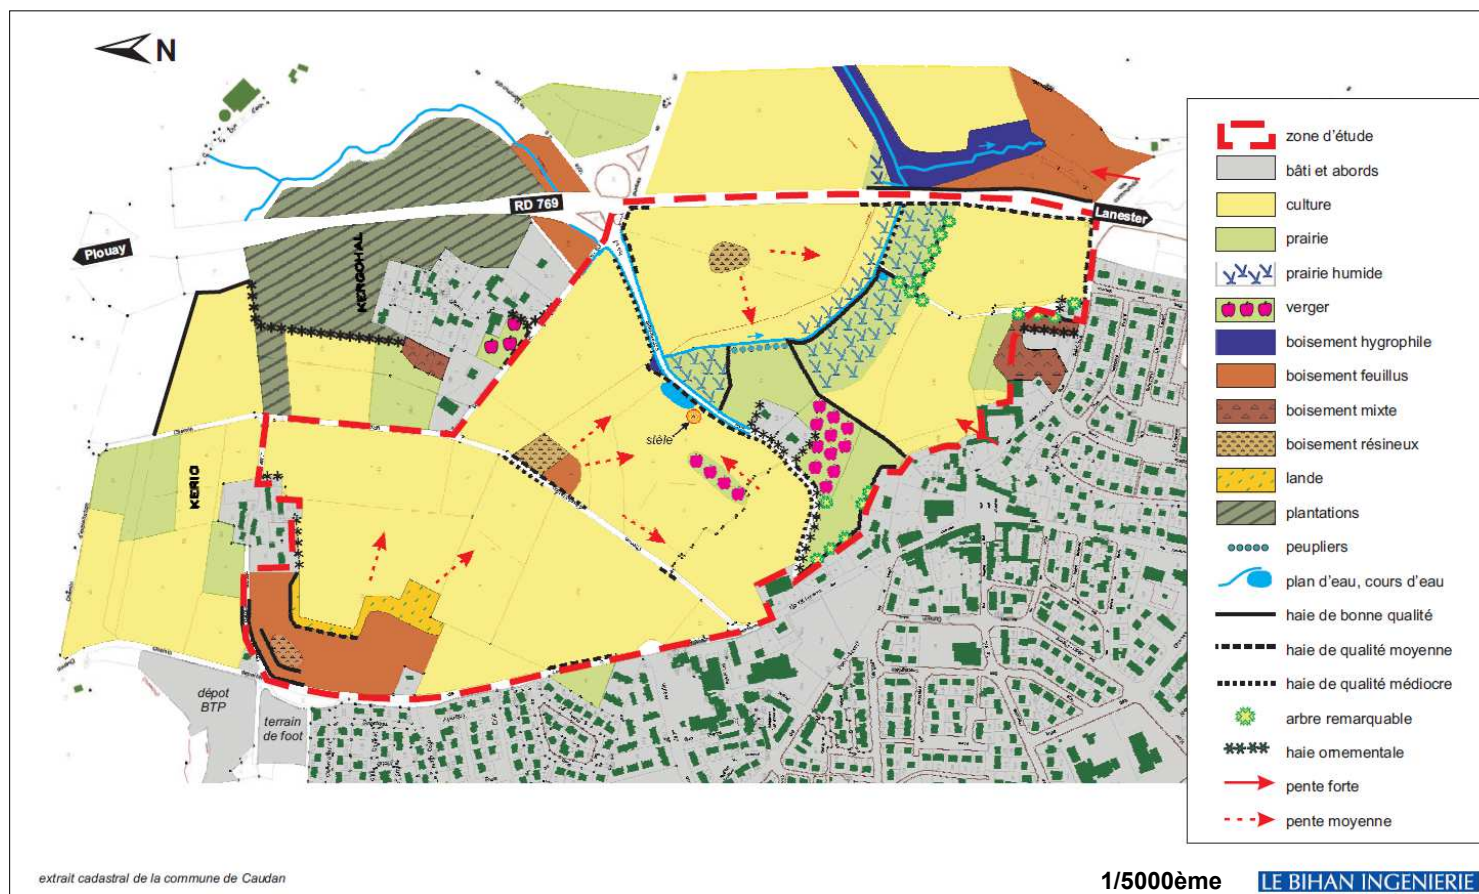 N
RD 769
Plouay
Lanester
KERGOHAL
KERIO
stèle
dépot
BTP
terrain
de foot
zone d'étude
bâti et abords
culture
prairie
prairie humide
verger
boisement hygrophile
boisement feuillus
boisement mixte
boisement résineux
lande
plantations
peupliers
plan d'eau, cours d'eau
haie de bonne qualité
haie de qualité moyenne
haie de qualité médiocre
arbre remarquable
haie ornementale
pente forte
pente moyenne
extrait cadastral de la commune de Caudan
1/5000ème
LE BIHAN INGENIERIE